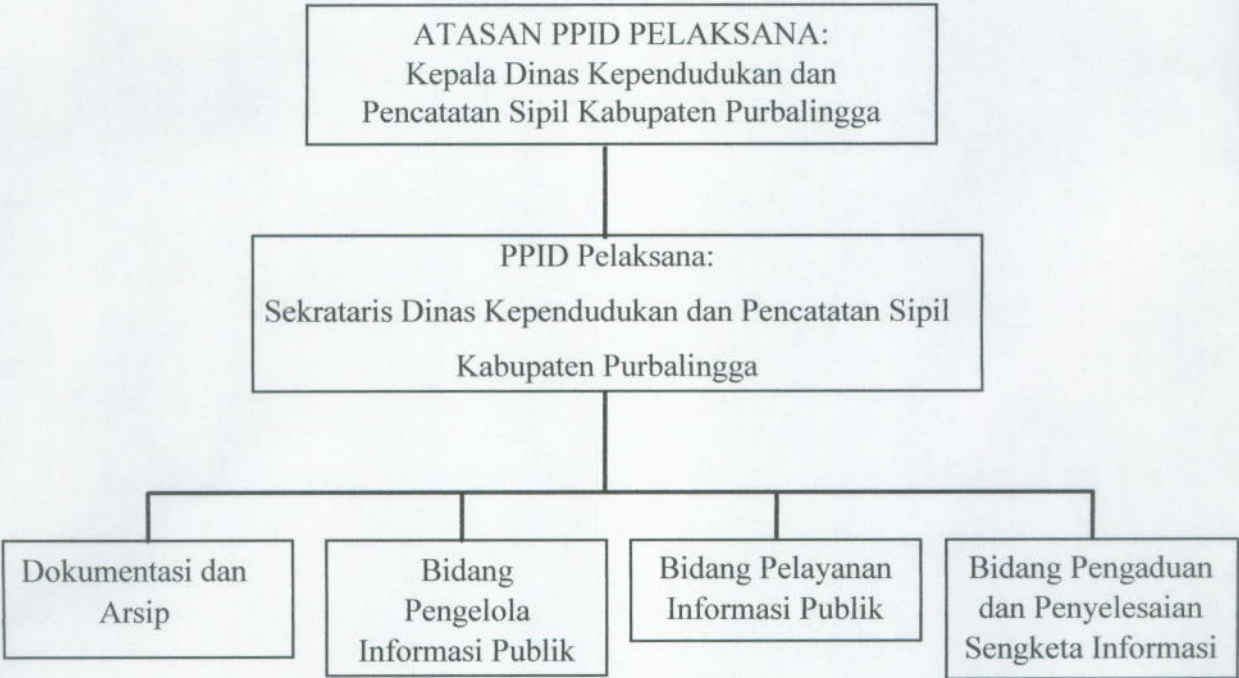 ATASAN PPID PELAKSANA:
Kepala Dinas Kependudukan dan
Pencatatan Sipil Kabupaten Purbalingga
PPID Pelaksana:
Sekrataris Dinas Kependudukan dan Pencatatan Sipil
Kabupaten Purbalingga
Dokumentasi dan
Arsip
Bidang
Pengelola
Informasi Publik
Bidang Pelayanan
Informasi Publik
Bidang Pengaduan
dan Penyelesaian
Sengketa Informasi